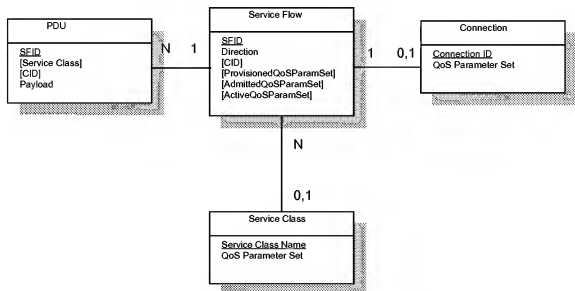 PDU
SFID
[Service Class]
[CID]
Payload
N
1
Service Flow
SFID
Direction
[CID]
[ProvisionedQoSParamSet]
[AdmittedQoSParamSet]
[ActiveQoSParamSet]
1
0,1
Connection
Connection ID
QoS Parameter Set
N
0,1
Service Class
Service Class Name
QoS Parameter Set